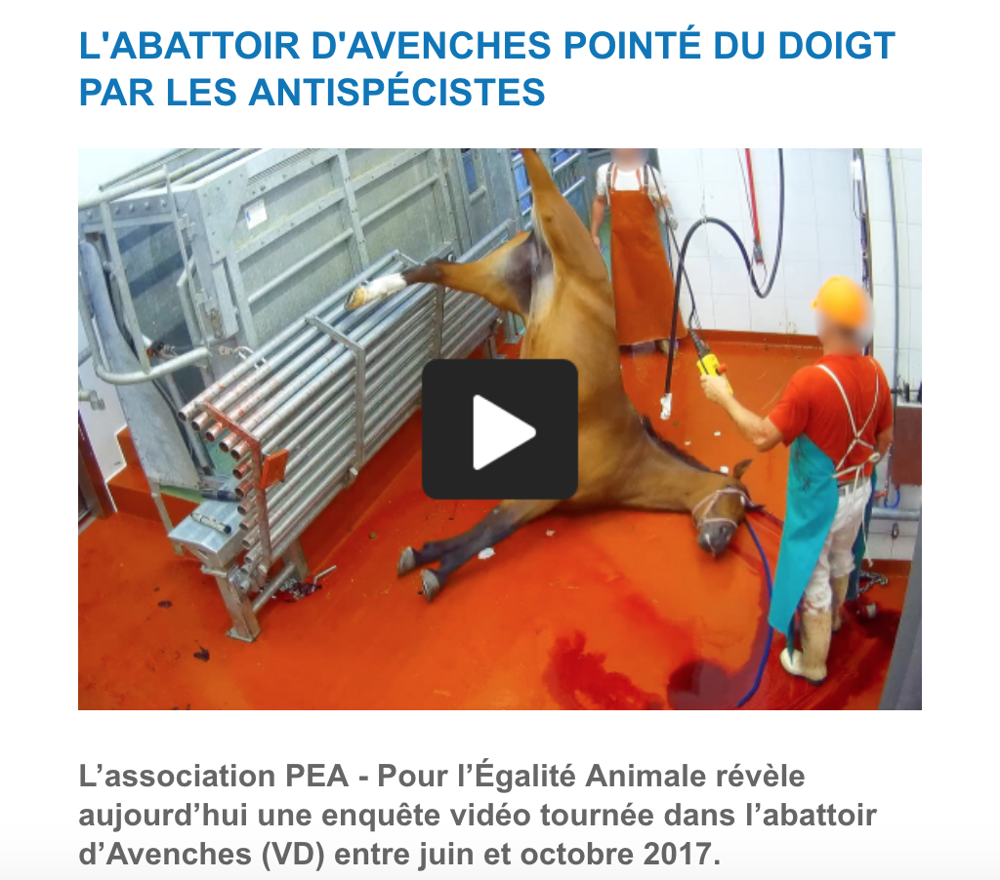 L'ABATTOIR D'AVENCHES POINTÉ DU DOIGT
PAR LES ANTISPÉCISTES
L’association PEA - Pour l’Égalité Animale révèle
aujourd’hui une enquête vidéo tournée dans l’abattoir
d’Avenches (VD) entre juin et octobre 2017.